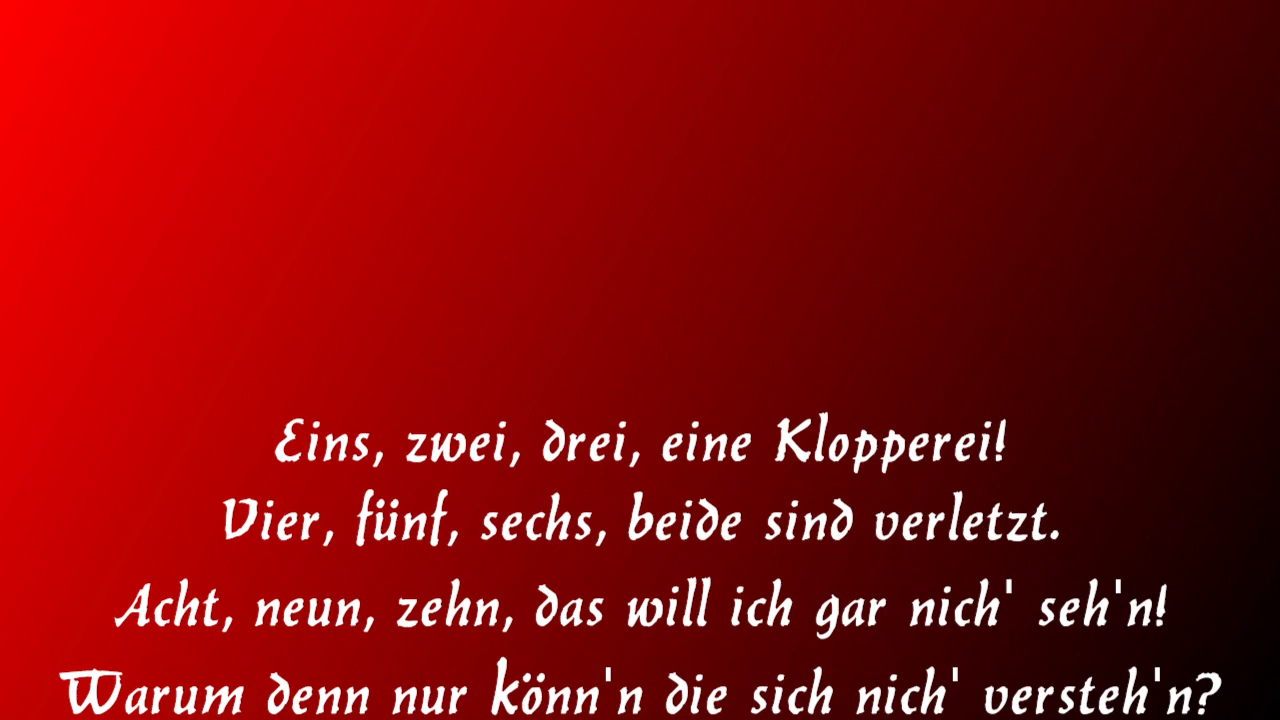 Eins, zwei, drei, eine Klopperei!
Vier, fünf, sechs, beide sind verletzt.
Acht, neun, zehn, das will ich gar nich' seh'n!
Warum denn nur könn'n die sich nich' versteh'n?